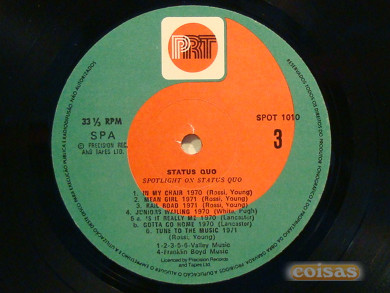 PRT
33 ⅓ RPM
SPA
Ⓟ PRECISION REC.
AND TAPES LTD.
SPOT 1010
3
STATUS QUO
SPOTLIGHT ON STATUS QUO
1. IN MY CHAIR 1970 (Rossi, Young)
2. MEAN GIRL 1971 (Rossi, Young)
3. RAIL ROAD 1971 (Rossi, Young)
4. JUNIORS WAILING 1970 (White, Pugh)
5. a. IS IT REALLY ME 1970 (Lancaster)
b. GOTTA GO HOME 1970 (Lancaster)
6. TUNE TO THE MUSIC 1971
(Rossi, Young)
1-2-3-5-6-Valley Music
4-Franklin Boyd Music
Licensed by Precision Records
and Tapes Ltd
coisas